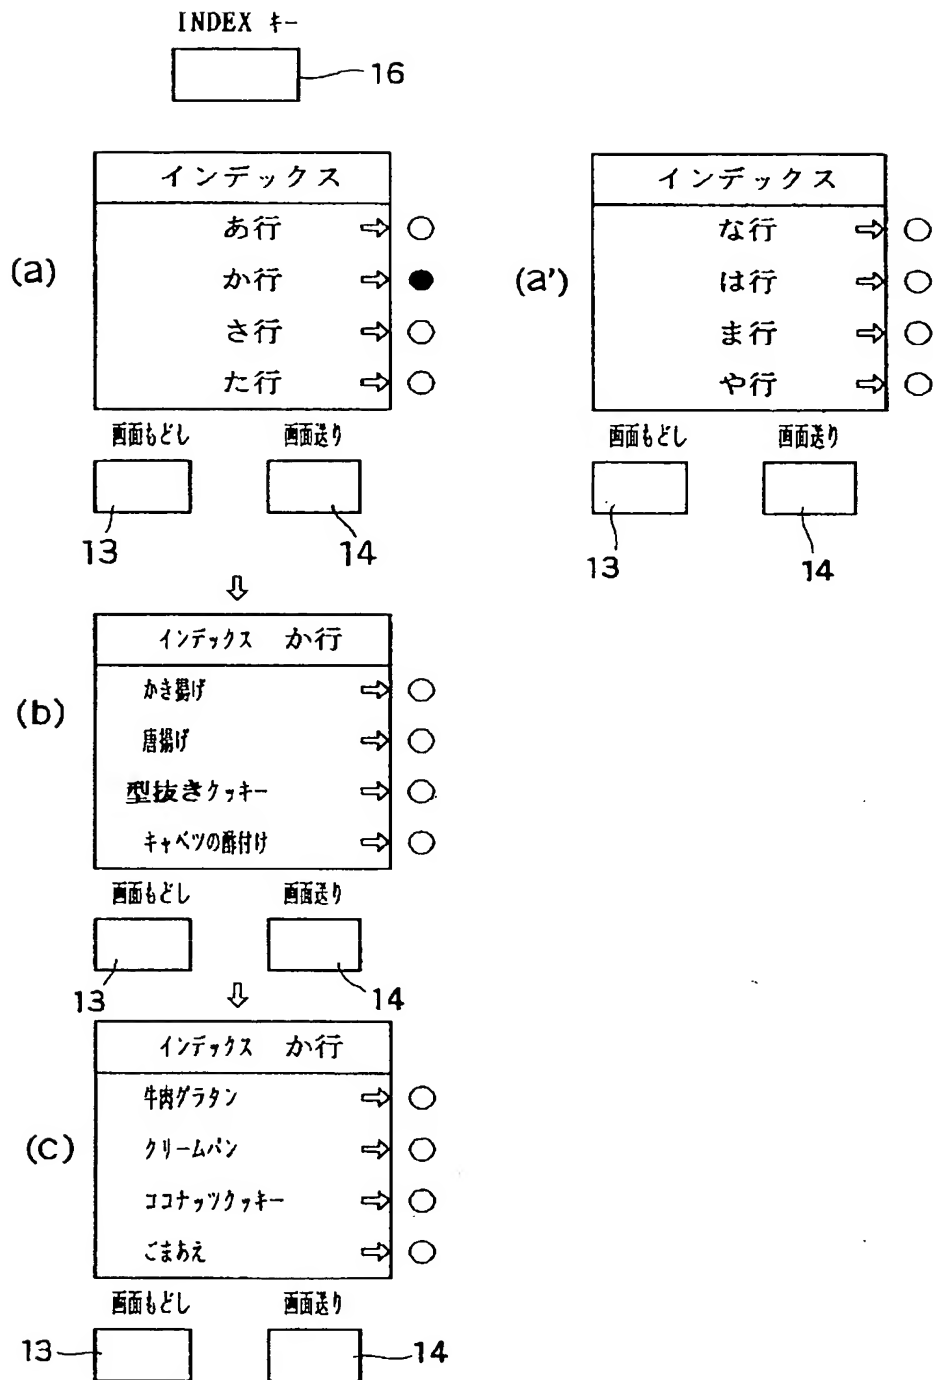 INDEX キー
16
(a)
インデックス
あ行 ⇨
か行 ⇨
さ行 ⇨
た行 ⇨
画面もどし 画面送り
13 14
(a')
インデックス
な行 ⇨
は行 ⇨
ま行 ⇨
や行 ⇨
画面もどし 画面送り
13 14
(b)
インデックス か行
かき揚げ ⇨
唐揚げ ⇨
型抜きクッキー ⇨
キャベツの酢付け ⇨
画面もどし 画面送り
13 14
(c)
インデックス か行
牛肉グラタン ⇨
クリームパン ⇨
ココナッツクッキー ⇨
ごまあえ ⇨
画面もどし 画面送り
13 14